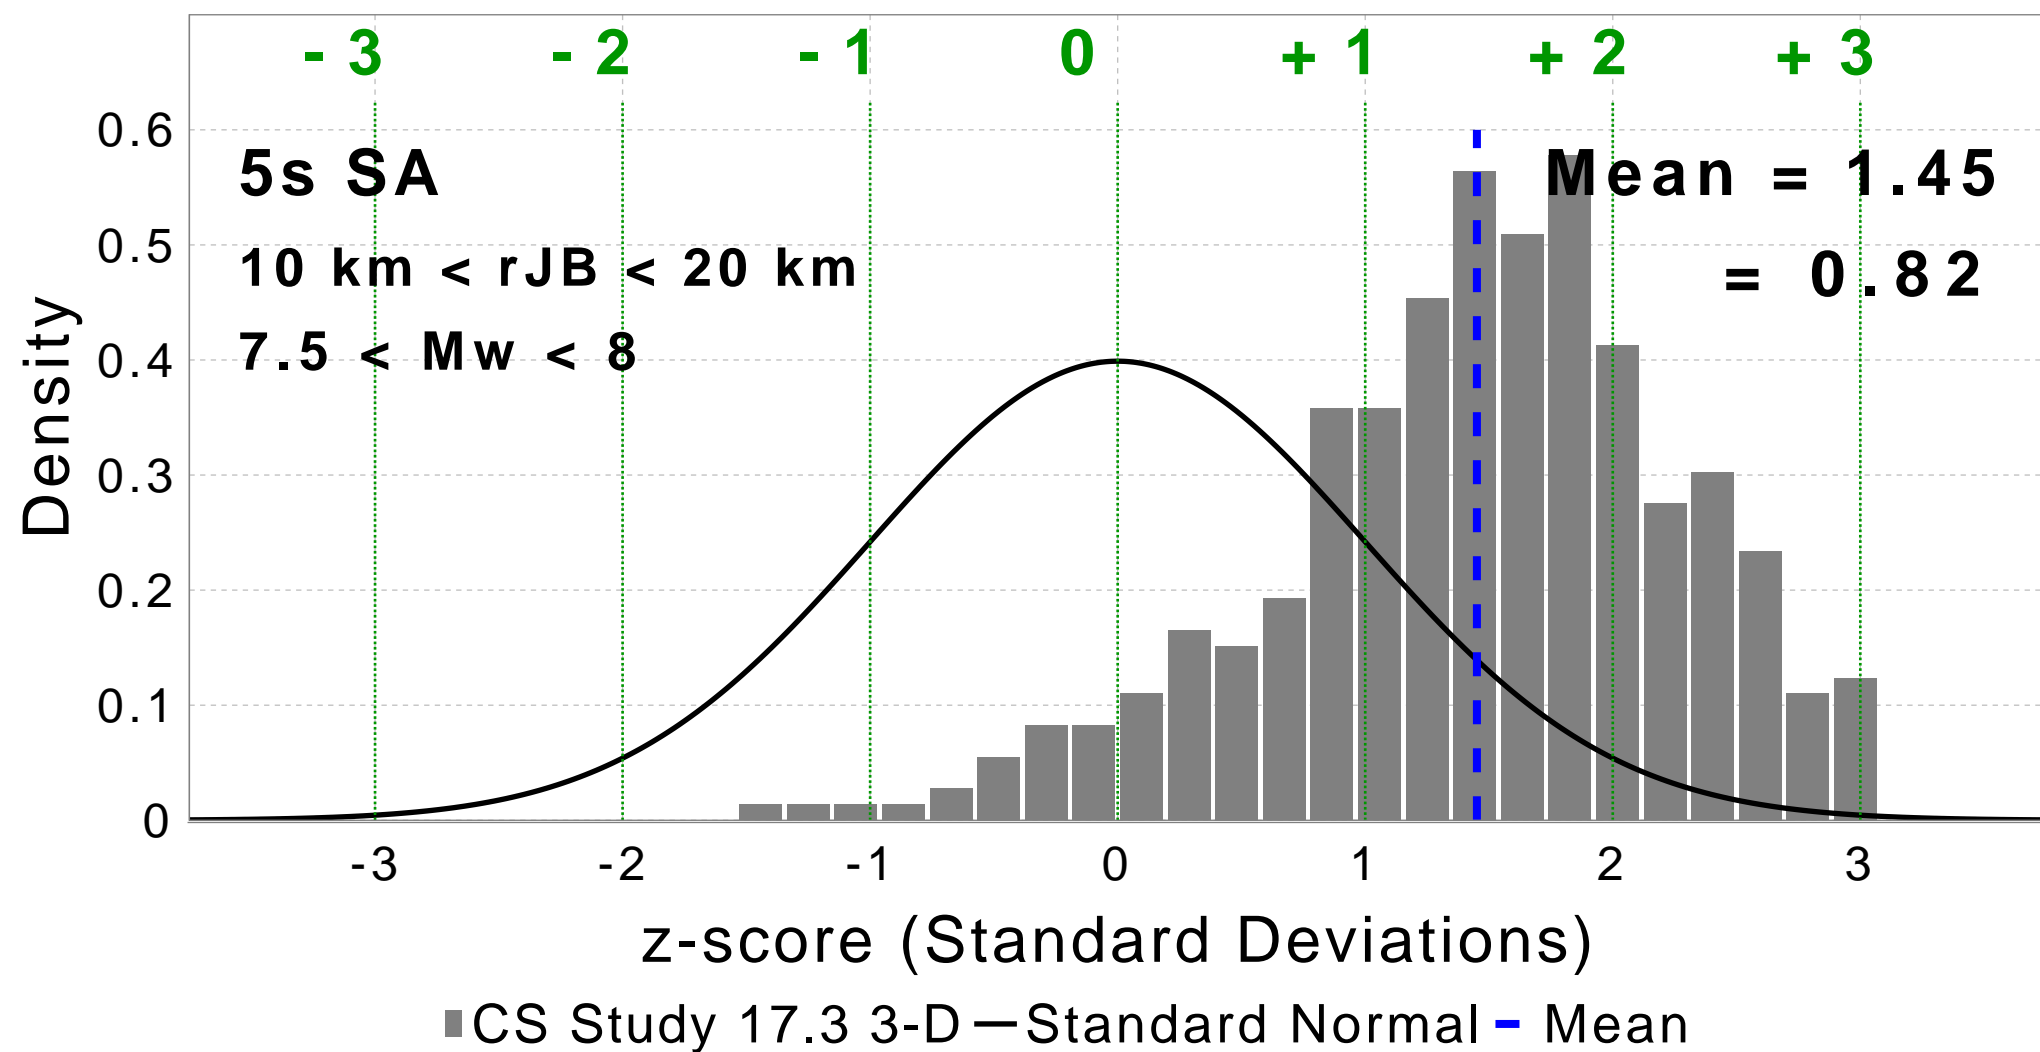 - 3 - 2 - 1 0 + 1 + 2 + 3
0.6
5s SA
Mean = 1.45
0.5
10 km < rJB < 20 km
= 0.82
0.4
7.5 < Mw < 8
Density
0.3
0.2
0.1
0
-3 -2 -1 0 1 2 3
z-score (Standard Deviations)
CS Study 17.3 3-D Standard Normal Mean